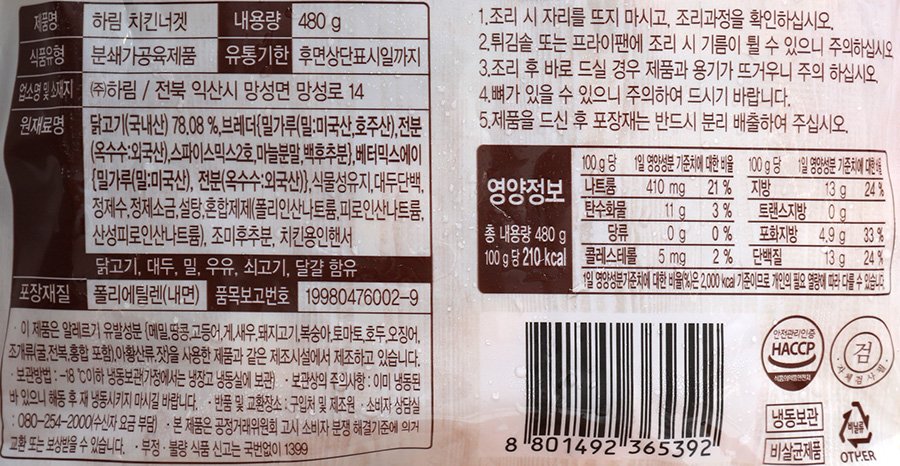 제품명 하림 치킨너겟 내용량 480 g
식품유형 분쇄가공육제품 유통기한 후면상단표시일까지
업소명 및 소재지 ㈜하림 / 전북 익산시 망성면 망성로 14
원재료명 닭고기(국내산) 78.08 %,브레더{밀가루(밀:미국산,호주산),전분
(옥수수:외국산),스파이스믹스2호,마늘분말,백후추분},베터믹스에이
{밀가루(밀:미국산), 전분(옥수수:외국산)},식물성유지,대두단백,
정제수,정제소금,설탕,혼합제제(폴리인산나트륨,피로인산나트륨,
산성피로인산나트륨), 조미후추분, 치킨용인핸서
닭고기, 대두, 밀, 우유, 쇠고기, 달걀 함유
포장재질 폴리에틸렌(내면) 품목보고번호 19980476002-9
· 이 제품은 알레르기 유발성분 (메밀,땅콩,고등어,게,새우,돼지고기,복숭아,토마토,호두,오징어,
조개류(굴,전복,홍합 포함),아황산류,잣)을 사용한 제품과 같은 제조시설에서 제조하고 있습니다.
· 보관방법 : -18 ℃이하 냉동보관(가정에서는 냉장고 냉동실에 보관) · 보관상의 주의사항 : 이미 냉동된
바 있으니 해동 후 재 냉동시키지 마시길 바랍니다. · 반품 및 교환장소 : 구입처 및 제조원 · 소비자 상담실
: 080-254-2000(수신자 요금 부담) · 본 제품은 공정거래위원회 고시 소비자 분쟁 해결기준에 의거
교환 또는 보상받을 수 있습니다. · 부정·불량 식품 신고는 국번없이 1399
1.조리 시 자리를 뜨지 마시고, 조리과정을 확인하십시오.
2.튀김솥 또는 프라이팬에 조리 시 기름이 튈 수 있으니 주의하십시오
3.조리 후 바로 드실 경우 제품과 용기가 뜨거우니 주의 하십시오
4.뼈가 있을 수 있으니 주의하여 드시기 바랍니다.
5.제품을 드신 후 포장재는 반드시 분리 배출하여 주십시오.
영양정보
총 내용량 480 g
100 g 당 210 kcal
100 g 당 1일 영양성분 기준치에 대한 비율 100 g 당 1일 영양성분 기준치에 대한 비율
나트륨 410 mg 21 % 지방 13 g 24 %
탄수화물 11 g 3 % 트랜스지방 0 g
당류 0 g 0 % 포화지방 4.9 g 33 %
콜레스테롤 5 mg 2 % 단백질 13 g 24 %
1일 영양성분기준치에 대한 비율(%)은 2,000 kcal 기준이므로 개인의 필요 열량에 따라 다를 수 있습니다
8 801492 365392
안전관리인증
HACCP
식품의약품안전처
검
자체검사필
냉동보관
비살균제품
비닐류
OTHER